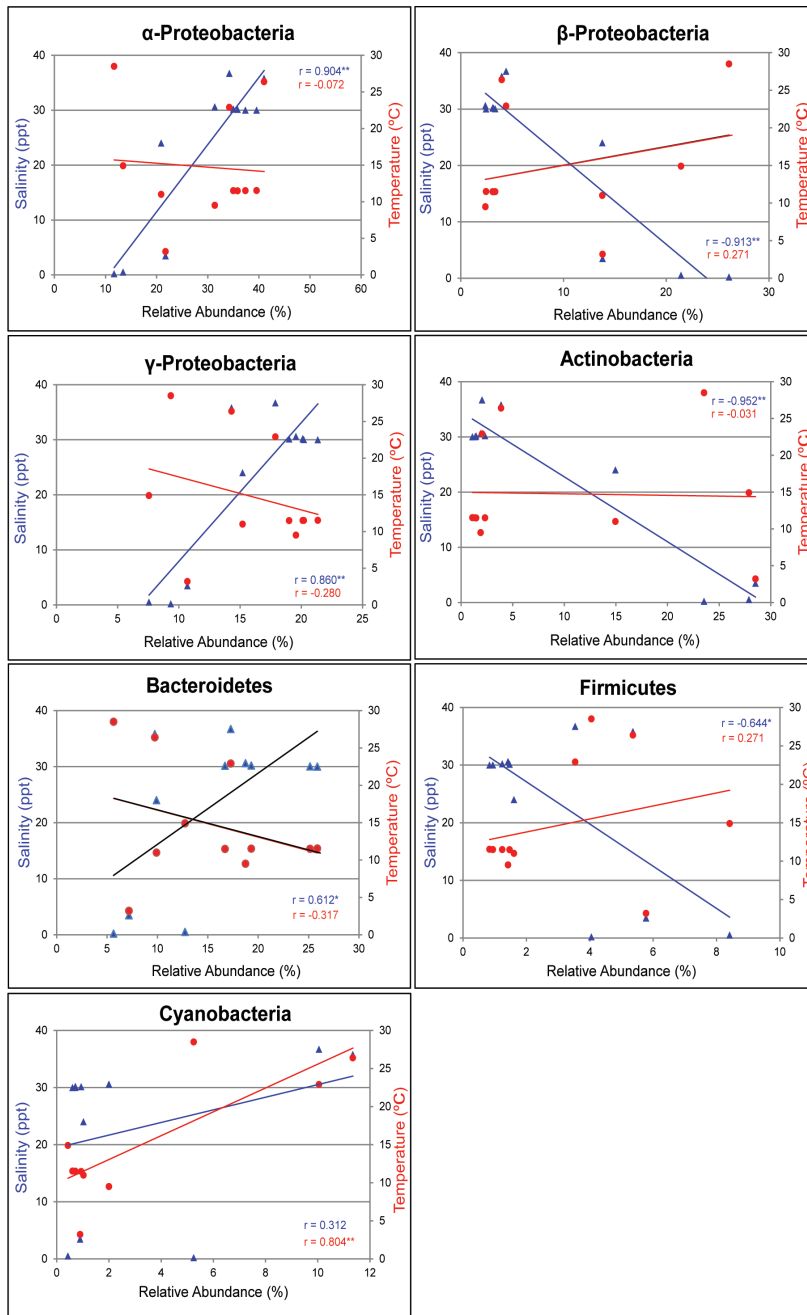 α-Proteobacteria
r = 0.904**
r = -0.072
Salinity (ppt)
Temperature (ºC)
40
30
20
10
0
30
25
20
15
10
5
0
0 10 20 30 40 50 60
Relative Abundance (%)
β-Proteobacteria
r = -0.913**
r = 0.271
Salinity (ppt)
Temperature (ºC)
40
30
20
10
0
30
25
20
15
10
5
0
0 10 20 30
Relative Abundance (%)
γ-Proteobacteria
r = 0.860**
r = -0.280
Salinity (ppt)
Temperature (ºC)
40
30
20
10
0
30
25
20
15
10
5
0
0 5 10 15 20 25
Relative Abundance (%)
Actinobacteria
r = -0.952**
r = -0.031
Salinity (ppt)
Temperature (ºC)
40
30
20
10
0
30
25
20
15
10
5
0
0 5 10 15 20 25 30
Relative Abundance (%)
Bacteroidetes
r = 0.612*
r = -0.317
Salinity (ppt)
Temperature (ºC)
40
30
20
10
0
30
25
20
15
10
5
0
0 5 10 15 20 25 30
Relative Abundance (%)
Firmicutes
r = -0.644*
r = 0.271
Salinity (ppt)
Temperature (ºC)
40
30
20
10
0
30
25
20
15
10
5
0
0 2 4 6 8 10
Relative Abundance (%)
Cyanobacteria
r = 0.312
r = 0.804**
Salinity (ppt)
Temperature (ºC)
40
30
20
10
0
30
25
20
15
10
5
0
0 2 4 6 8 10 12
Relative Abundance (%)